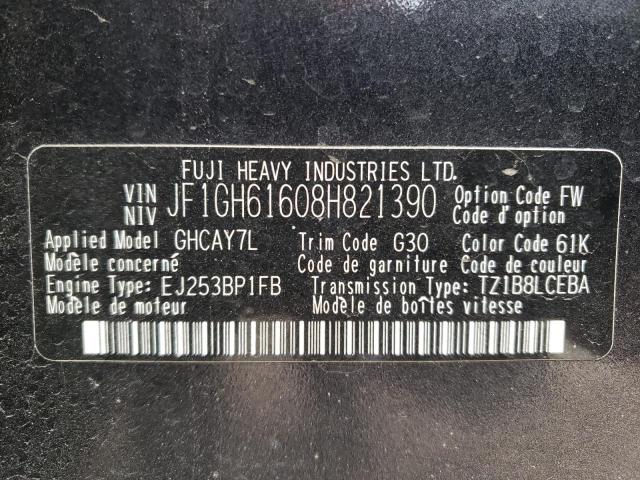 FUJI HEAVY INDUSTRIES LTD.
VIN NIV JF1GH61608H821390 Option Code FW
Code d'option
Applied Model GHCAY7L Trim Code G30 Color Code 61K
Modèle concerné Code de garniture Code de couleur
Engine Type: EJ253BP1FB Transmission Type: TZ1B8LCEBA
Modèle de moteur Modèle de boîtes vitesse